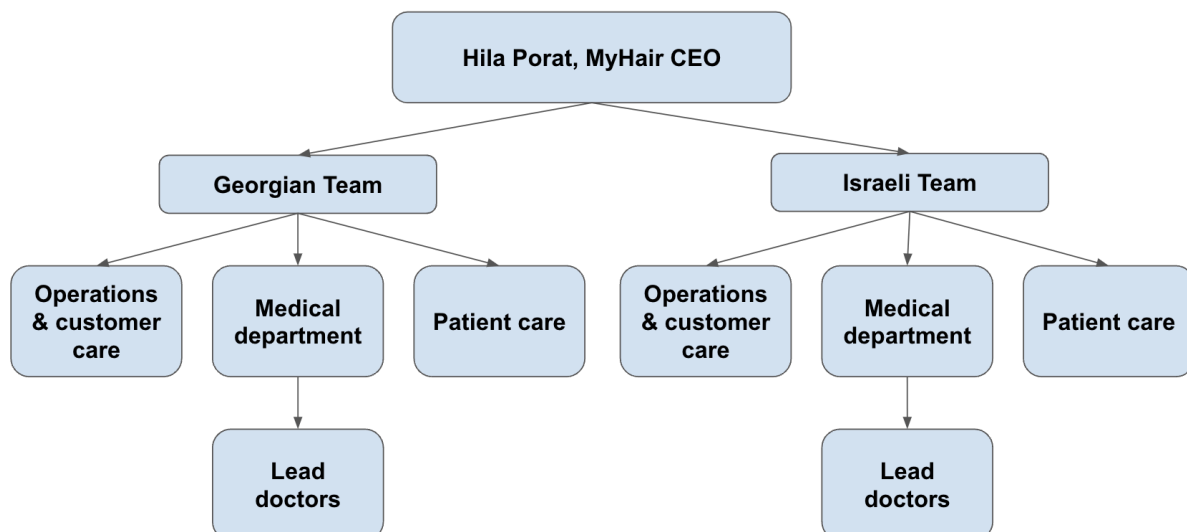 Hila Porat, MyHair CEO
Georgian Team
Israeli Team
Operations
& customer
care
Medical
department
Patient care
Operations
& customer
care
Medical
department
Patient care
Lead
doctors
Lead
doctors